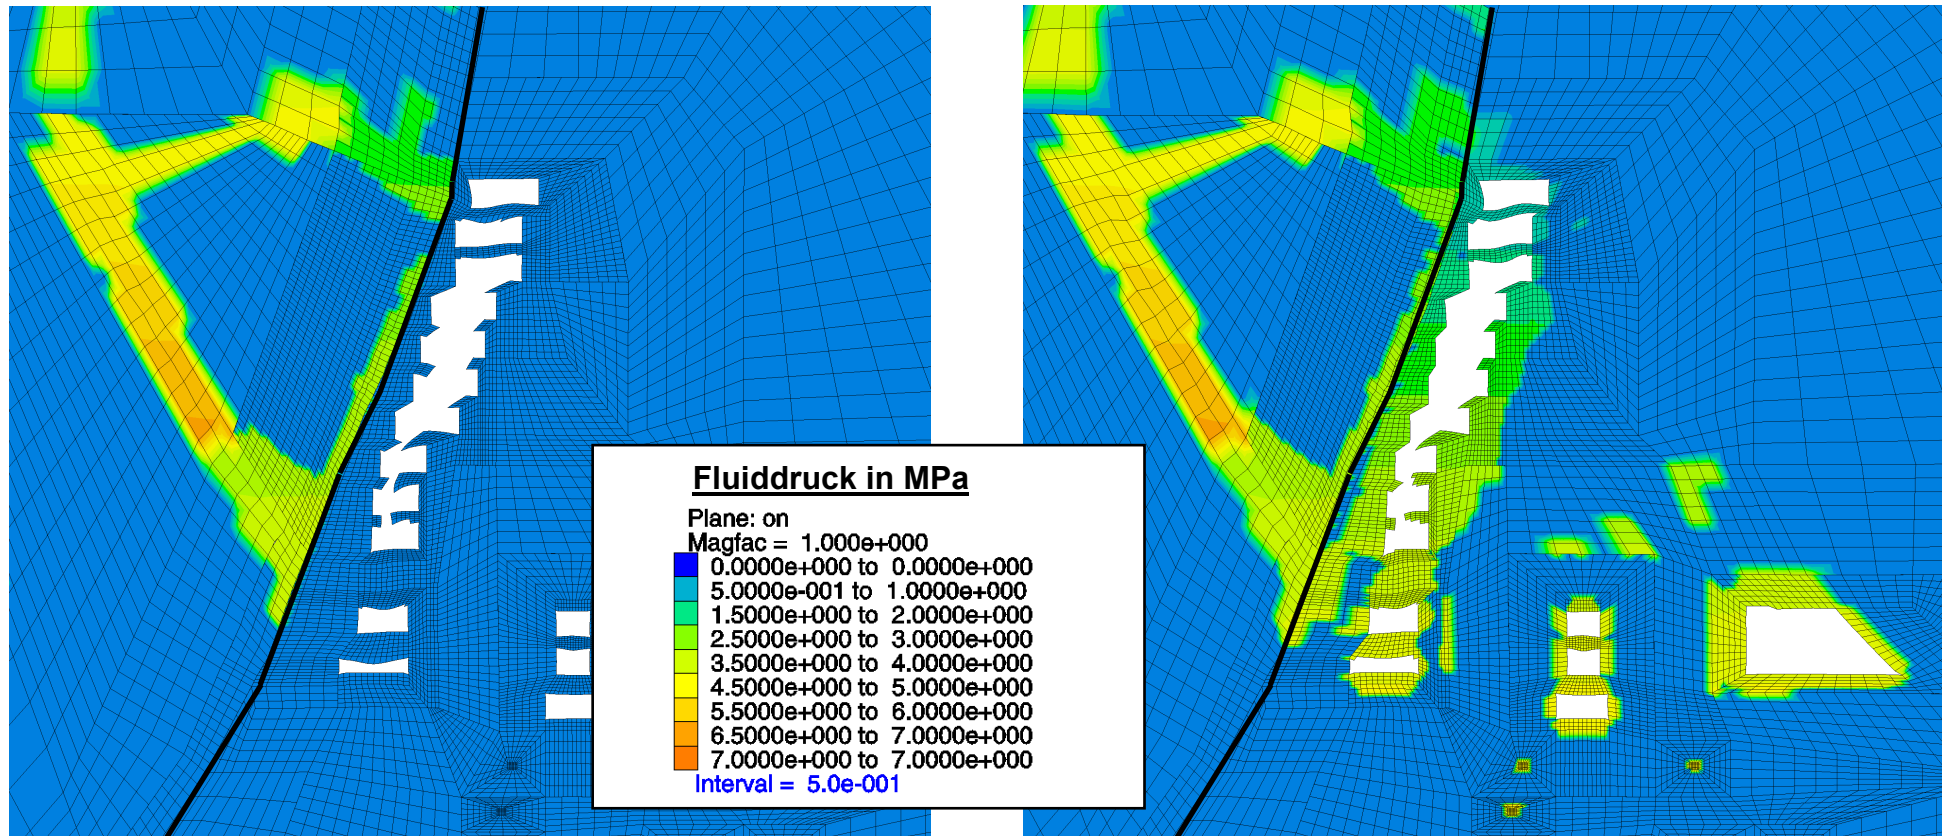 Fluiddruck in MPa
Plane: on
Magfac = 1.000e+000
0.0000e+000 to 0.0000e+000
5.0000e-001 to 1.0000e+000
1.5000e+000 to 2.0000e+000
2.5000e+000 to 3.0000e+000
3.5000e+000 to 4.0000e+000
4.5000e+000 to 5.0000e+000
5.5000e+000 to 6.0000e+000
6.5000e+000 to 7.0000e+000
7.0000e+000 to 7.0000e+000
Interval = 5.0e-001